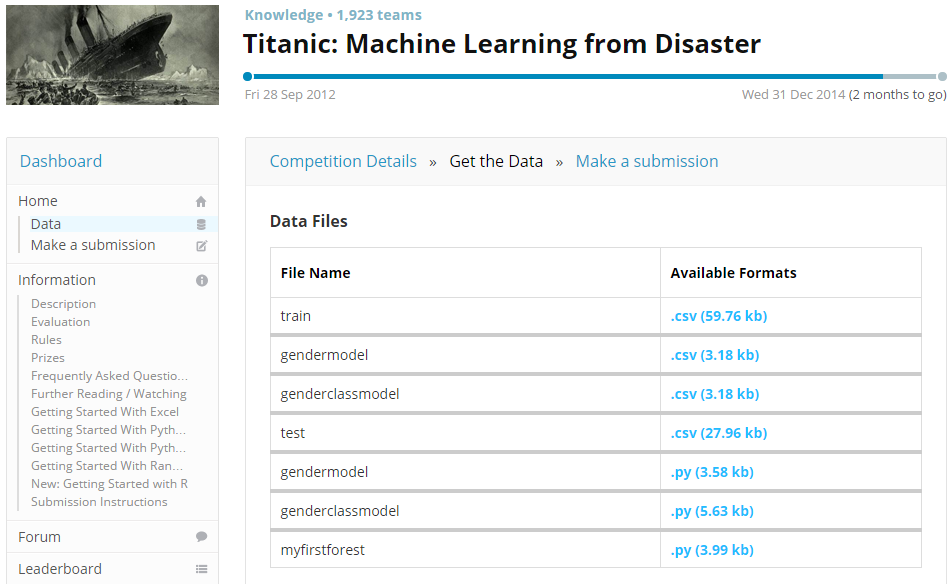 Knowledge • 1,923 teams
Titanic: Machine Learning from Disaster
Fri 28 Sep 2012
Wed 31 Dec 2014 (2 months to go)
Dashboard
Home
Data
Make a submission
Information
Description
Evaluation
Rules
Prizes
Frequently Asked Questio...
Further Reading / Watching
Getting Started With Excel
Getting Started With Pyth...
Getting Started With Pyth...
Getting Started With Ran...
New: Getting Started with R
Submission Instructions
Forum
Leaderboard
Competition Details » Get the Data » Make a submission
Data Files
File Name Available Formats
train .csv (59.76 kb)
gendermodel .csv (3.18 kb)
genderclassmodel .csv (3.18 kb)
test .csv (27.96 kb)
gendermodel .py (3.58 kb)
genderclassmodel .py (5.63 kb)
myfirstforest .py (3.99 kb)